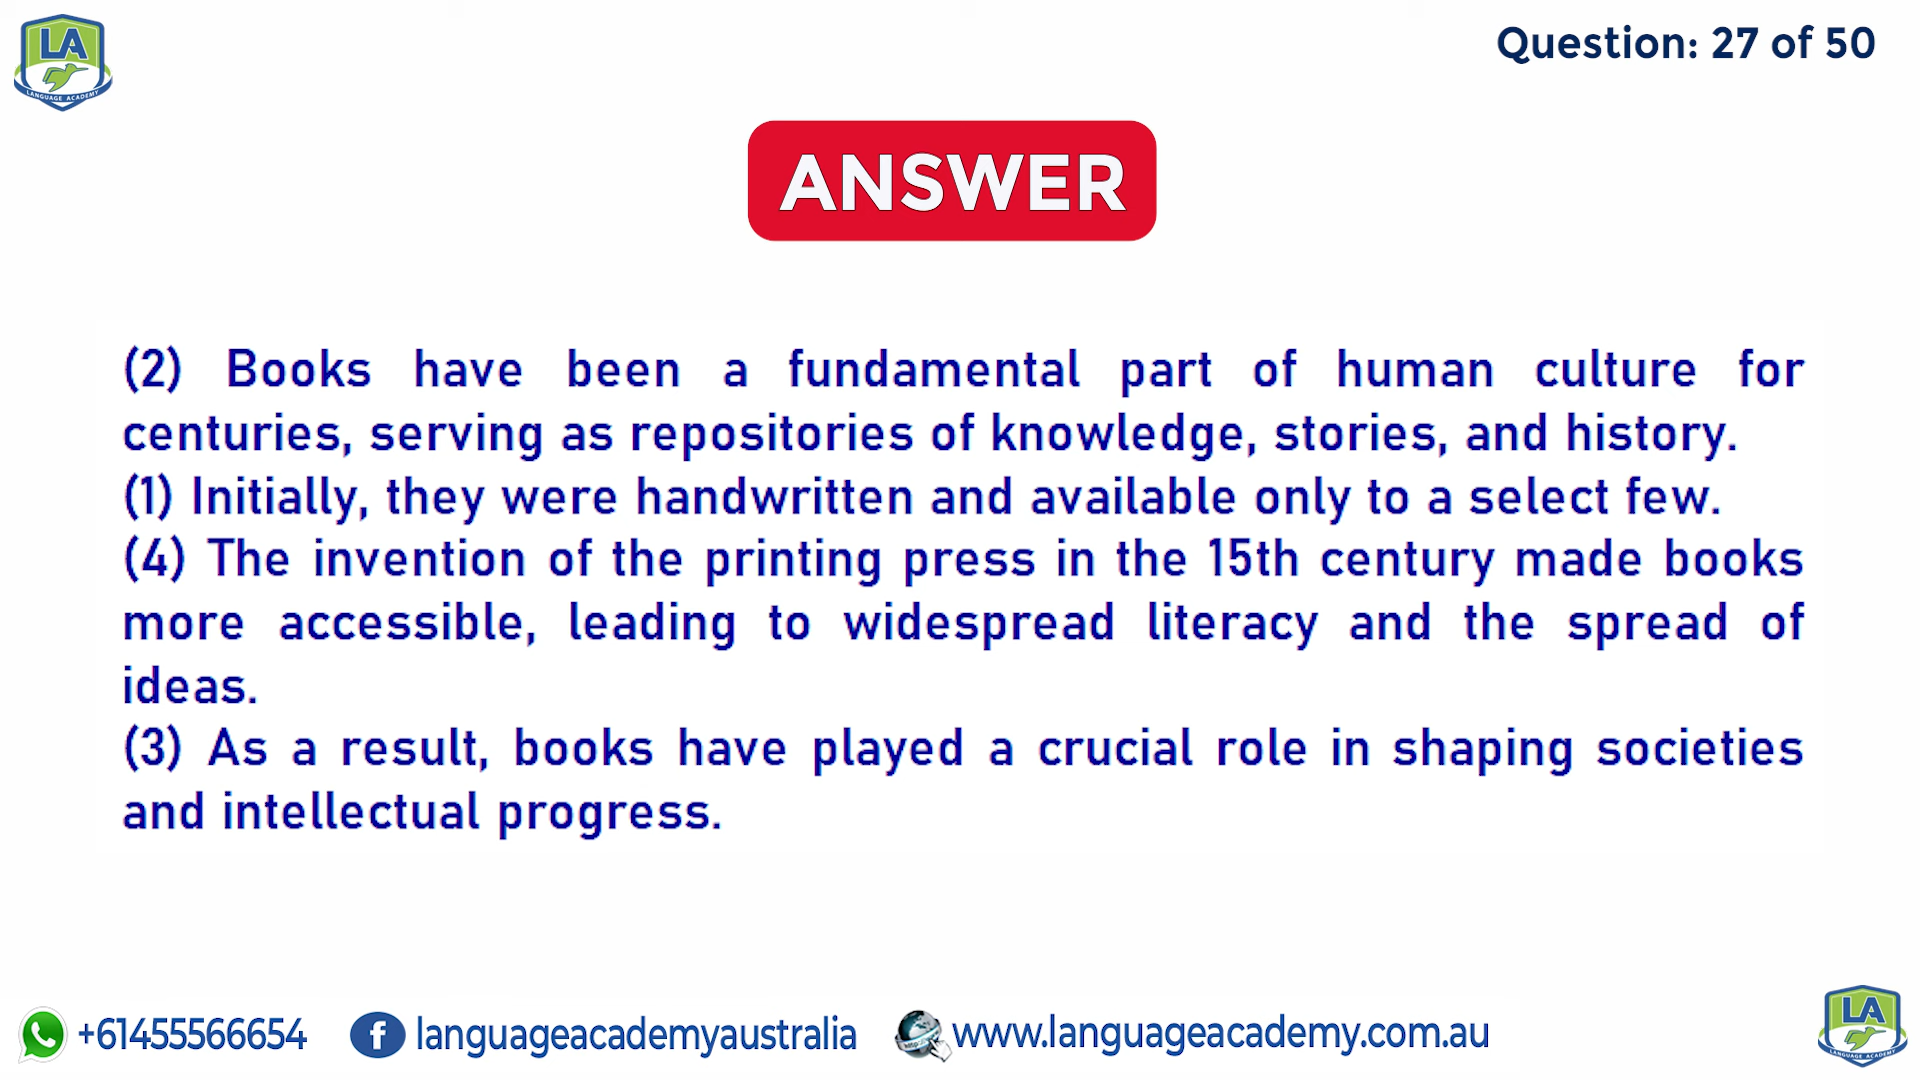 LA
LANGUAGE ACADEMY
Question: 27 of 50
ANSWER
(2) Books have been a fundamental part of human culture for
centuries, serving as repositories of knowledge, stories, and history.
(1) Initially, they were handwritten and available only to a select few.
(4) The invention of the printing press in the 15th century made books
more accessible, leading to widespread literacy and the spread of
ideas.
(3) As a result, books have played a crucial role in shaping societies
and intellectual progress.
+61455566654
f languageacademyaustralia
www.languageacademy.com.au
LA
LANGUAGE ACADEMY